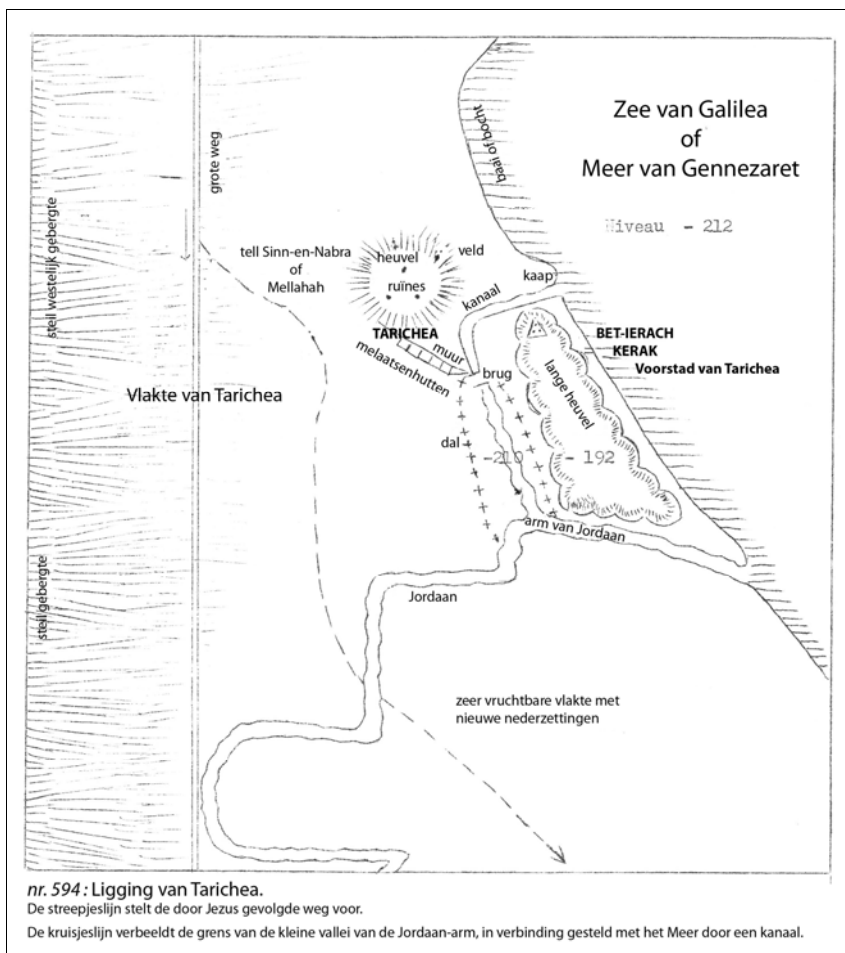 Zee van Galilea
of
Meer van Gennezaret
Niveau - 212
baai of bocht
grote weg
steil westelijk gebergte
tell Sinn-en-Nabra
of
Mellahah
heuvel
ruïnes
veld
kaap
kanaal
TARICHEA
muur
melaatsenhutten
brug
BET-IERACH
KERAK
Voorstad van Tarichea
lange heuvel
Vlakte van Tarichea
dal
-210
- 192
arm van Jordaan
steil gebergte
Jordaan
zeer vruchtbare vlakte met
nieuwe nederzettingen
nr. 594 : Ligging van Tarichea.
De streepjeslijn stelt de door Jezus gevolgde weg voor.
De kruisjeslijn verbeeldt de grens van de kleine vallei van de Jordaan-arm, in verbinding gesteld met het Meer door een kanaal.